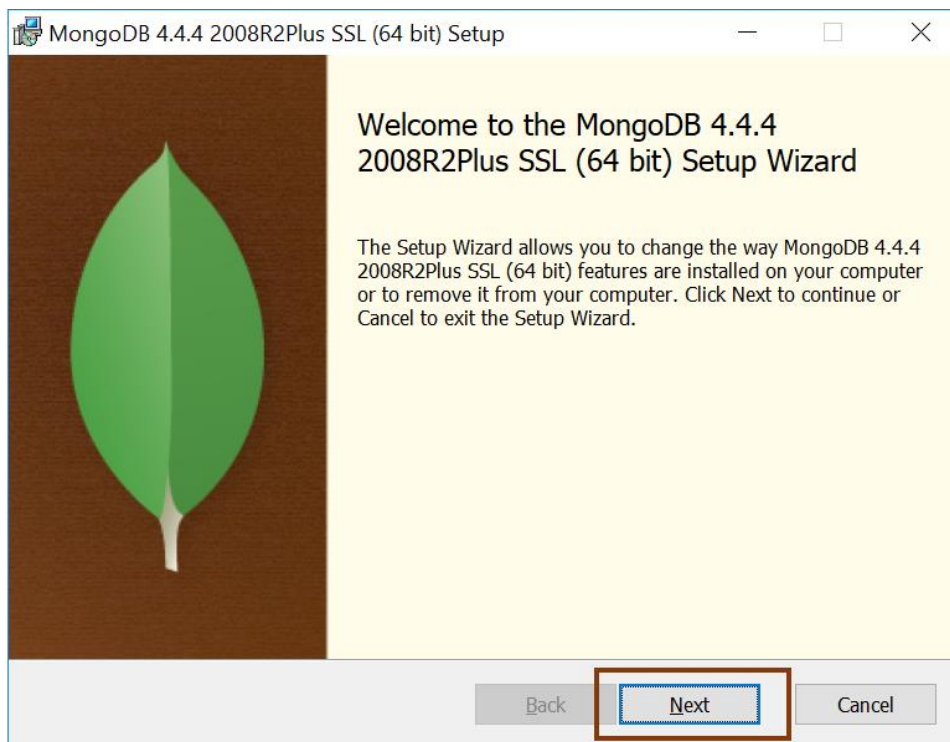 MongoDB 4.4.4 2008R2Plus SSL (64 bit) Setup
Welcome to the MongoDB 4.4.4
2008R2Plus SSL (64 bit) Setup Wizard
The Setup Wizard allows you to change the way MongoDB 4.4.4
2008R2Plus SSL (64 bit) features are installed on your computer
or to remove it from your computer. Click Next to continue or
Cancel to exit the Setup Wizard.
Back Next Cancel